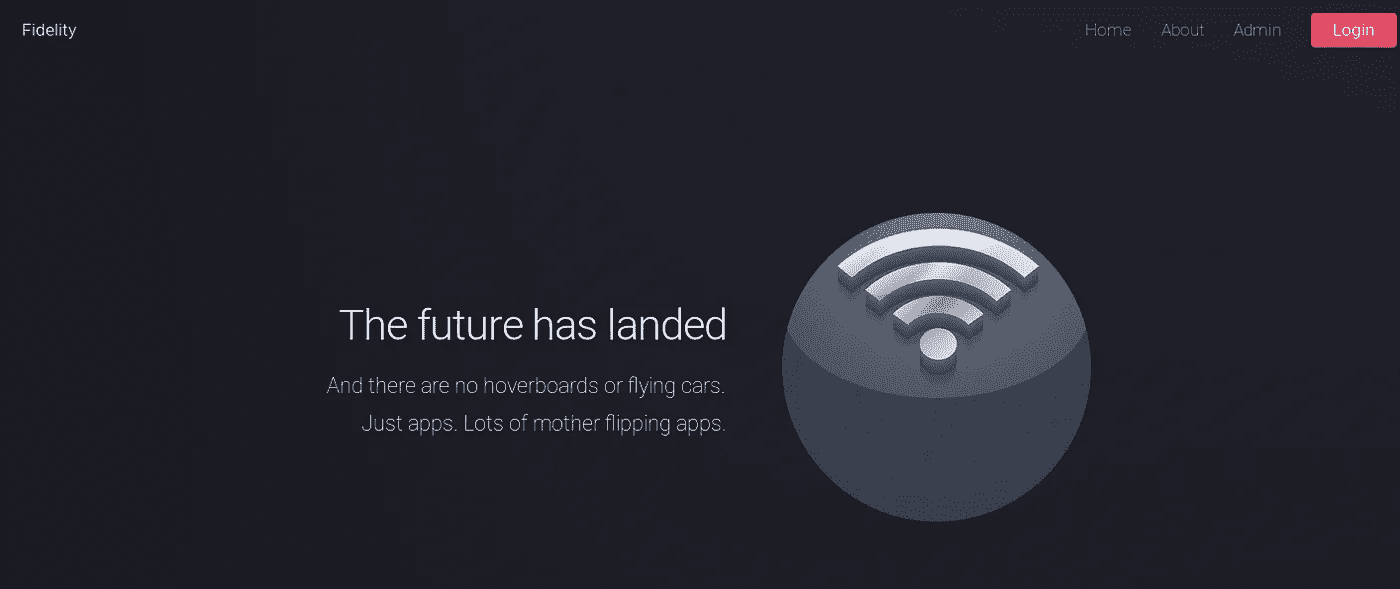 Fidelity
Home About Admin Login
The future has landed
And there are no hoverboards or flying cars.
Just apps. Lots of mother flipping apps.